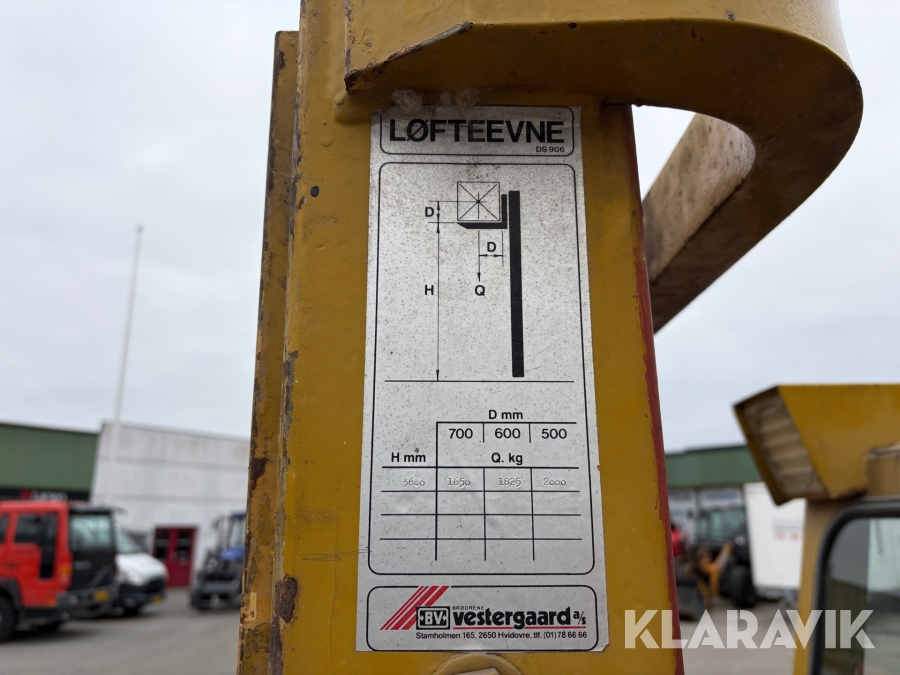 LØFTEEVNE
DS 906
D
D
H
Q
D mm
700 600 500
H mm Q. kg
3600 1650 1825 2000
BV BRØDRENE vestergaard a/s
Stamholmen 165, 2650 Hvidovre, tlf. (01) 78 66 66
KLARAVIK